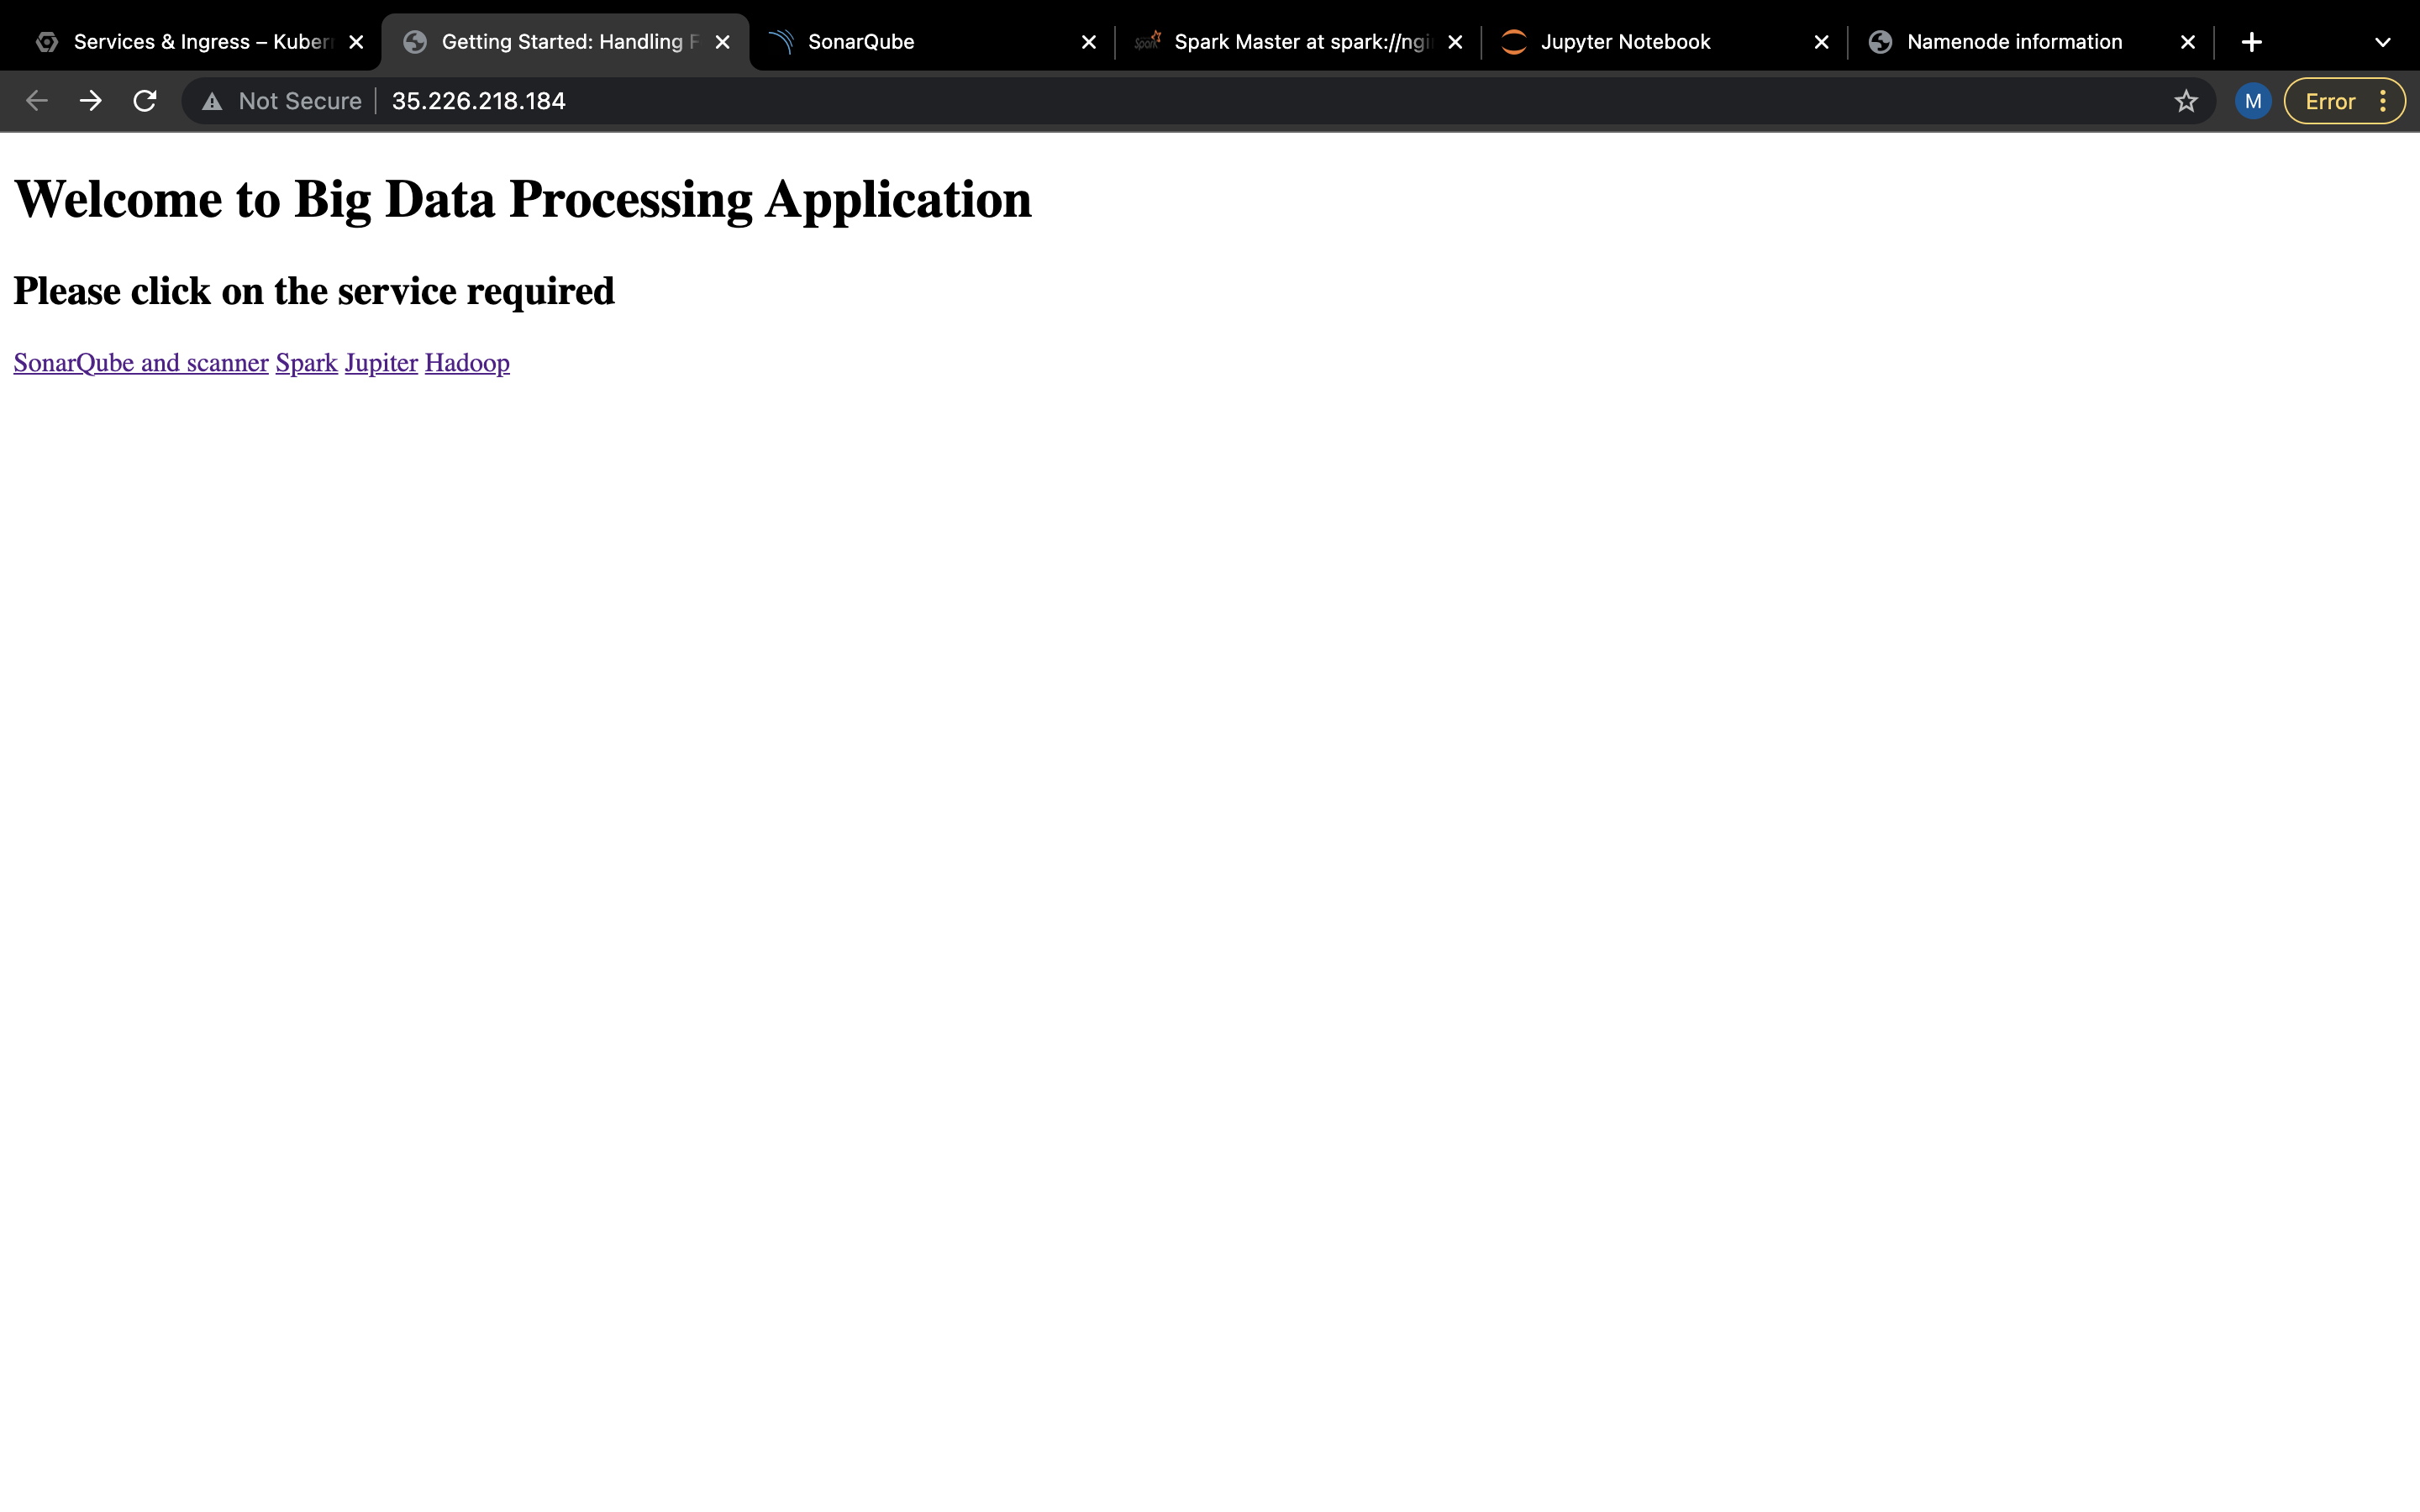 Services & Ingress – Kuber
Getting Started: Handling F
SonarQube
Spark Master at spark://ngi
Jupyter Notebook
Namenode information
Not Secure
35.226.218.184
M
Error
Welcome to Big Data Processing Application
Please click on the service required
SonarQube and scanner Spark Jupiter Hadoop